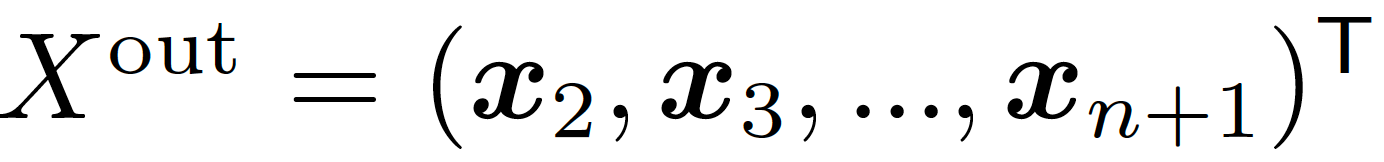 X^out = (x_2, x_3, ..., x_{n+1})^T